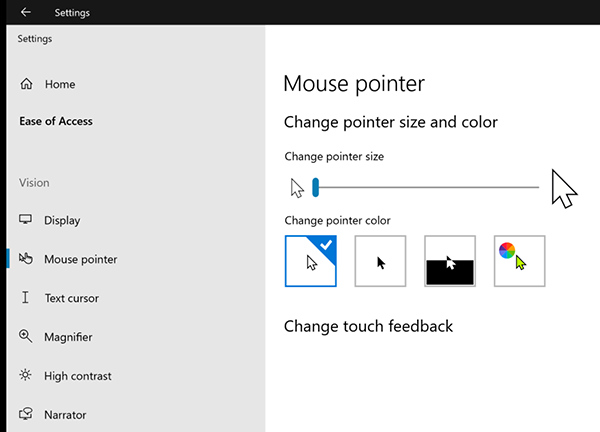 Settings
Settings
Home
Ease of Access
Vision
Display
Mouse pointer
Text cursor
Magnifier
High contrast
Narrator
Mouse pointer
Change pointer size and color
Change pointer size
Change pointer color
Change touch feedback